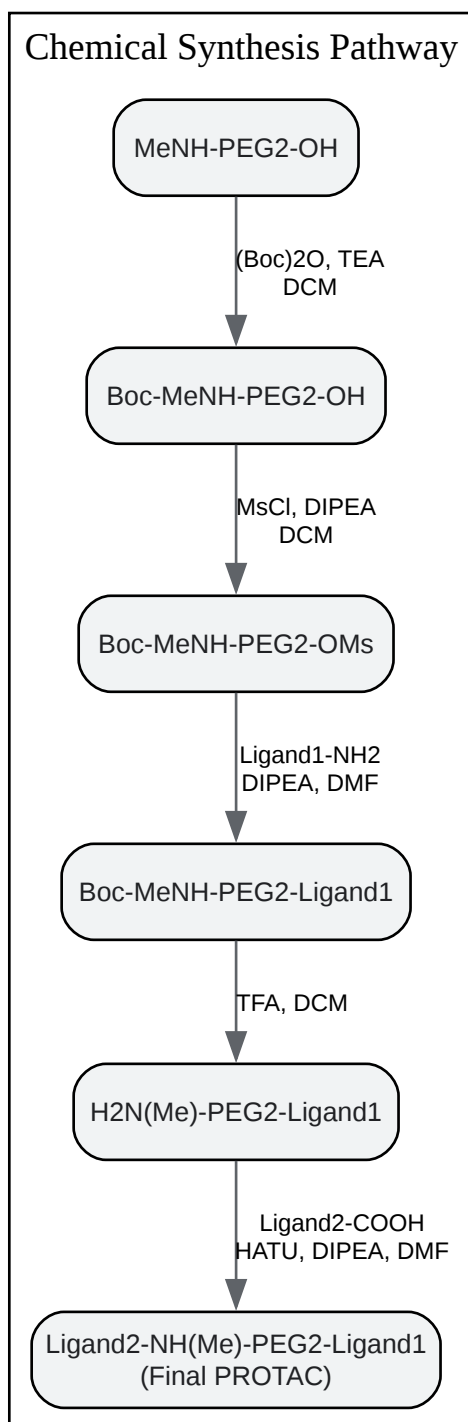 Chemical Synthesis Pathway
MeNH-PEG2-OH
(Boc)2O, TEA
DCM
Boc-MeNH-PEG2-OH
MsCl, DIPEA
DCM
Boc-MeNH-PEG2-OMs
Ligand1-NH2
DIPEA, DMF
Boc-MeNH-PEG2-Ligand1
TFA, DCM
H2N(Me)-PEG2-Ligand1
Ligand2-COOH
HATU, DIPEA, DMF
Ligand2-NH(Me)-PEG2-Ligand1
(Final PROTAC)